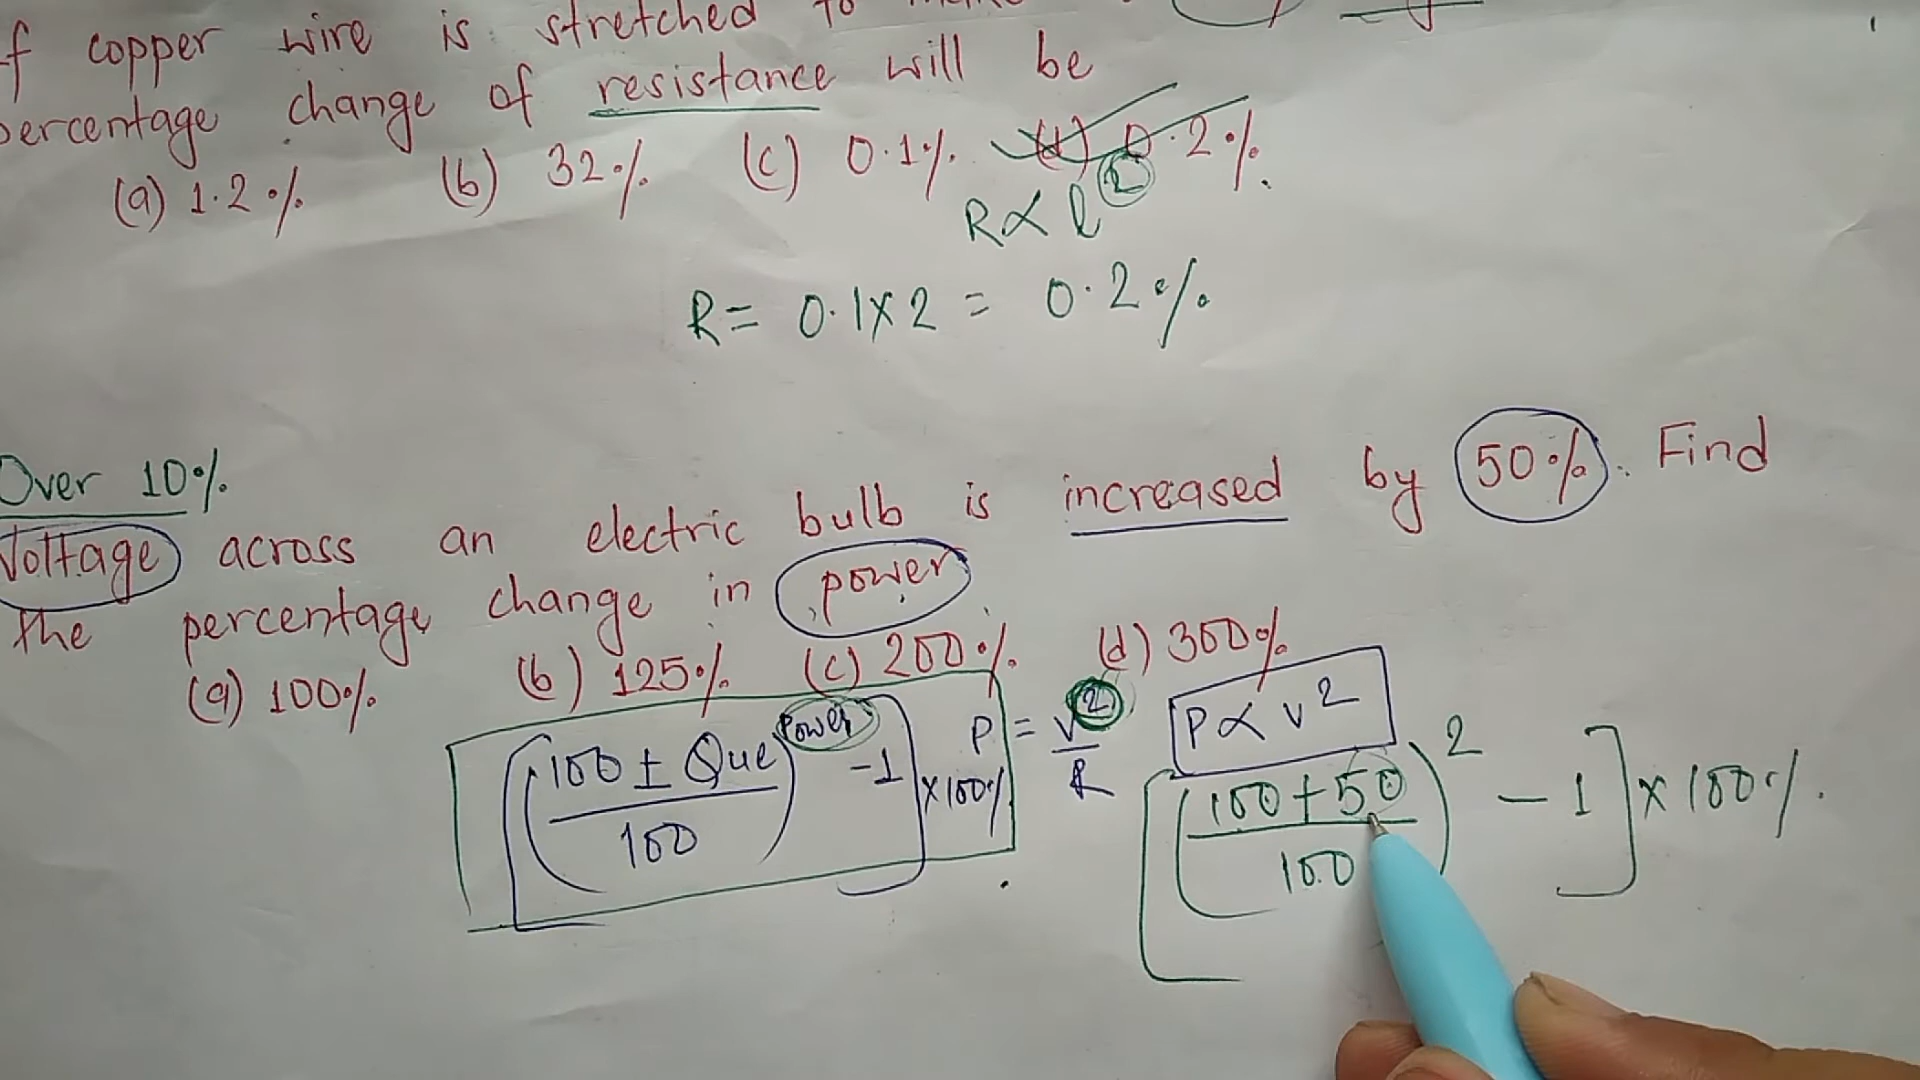 f copper wire is stretched to
percentage change of resistance will be
(a) 1.2% (b) 32% (c) 0.1% (d) 0.2%.
R∝ l²
R = 0.1×2 = 0.2%
Over 10%
Voltage across an electric bulb is increased by 50%. Find
the percentage change in power
(a) 100% (b) 125% (c) 200% (d) 300%
[((100 ± Que)/100)^Power -1] ×100%
P = V²/R
P∝ V²
[((100+50)/100)² - 1] × 100%.